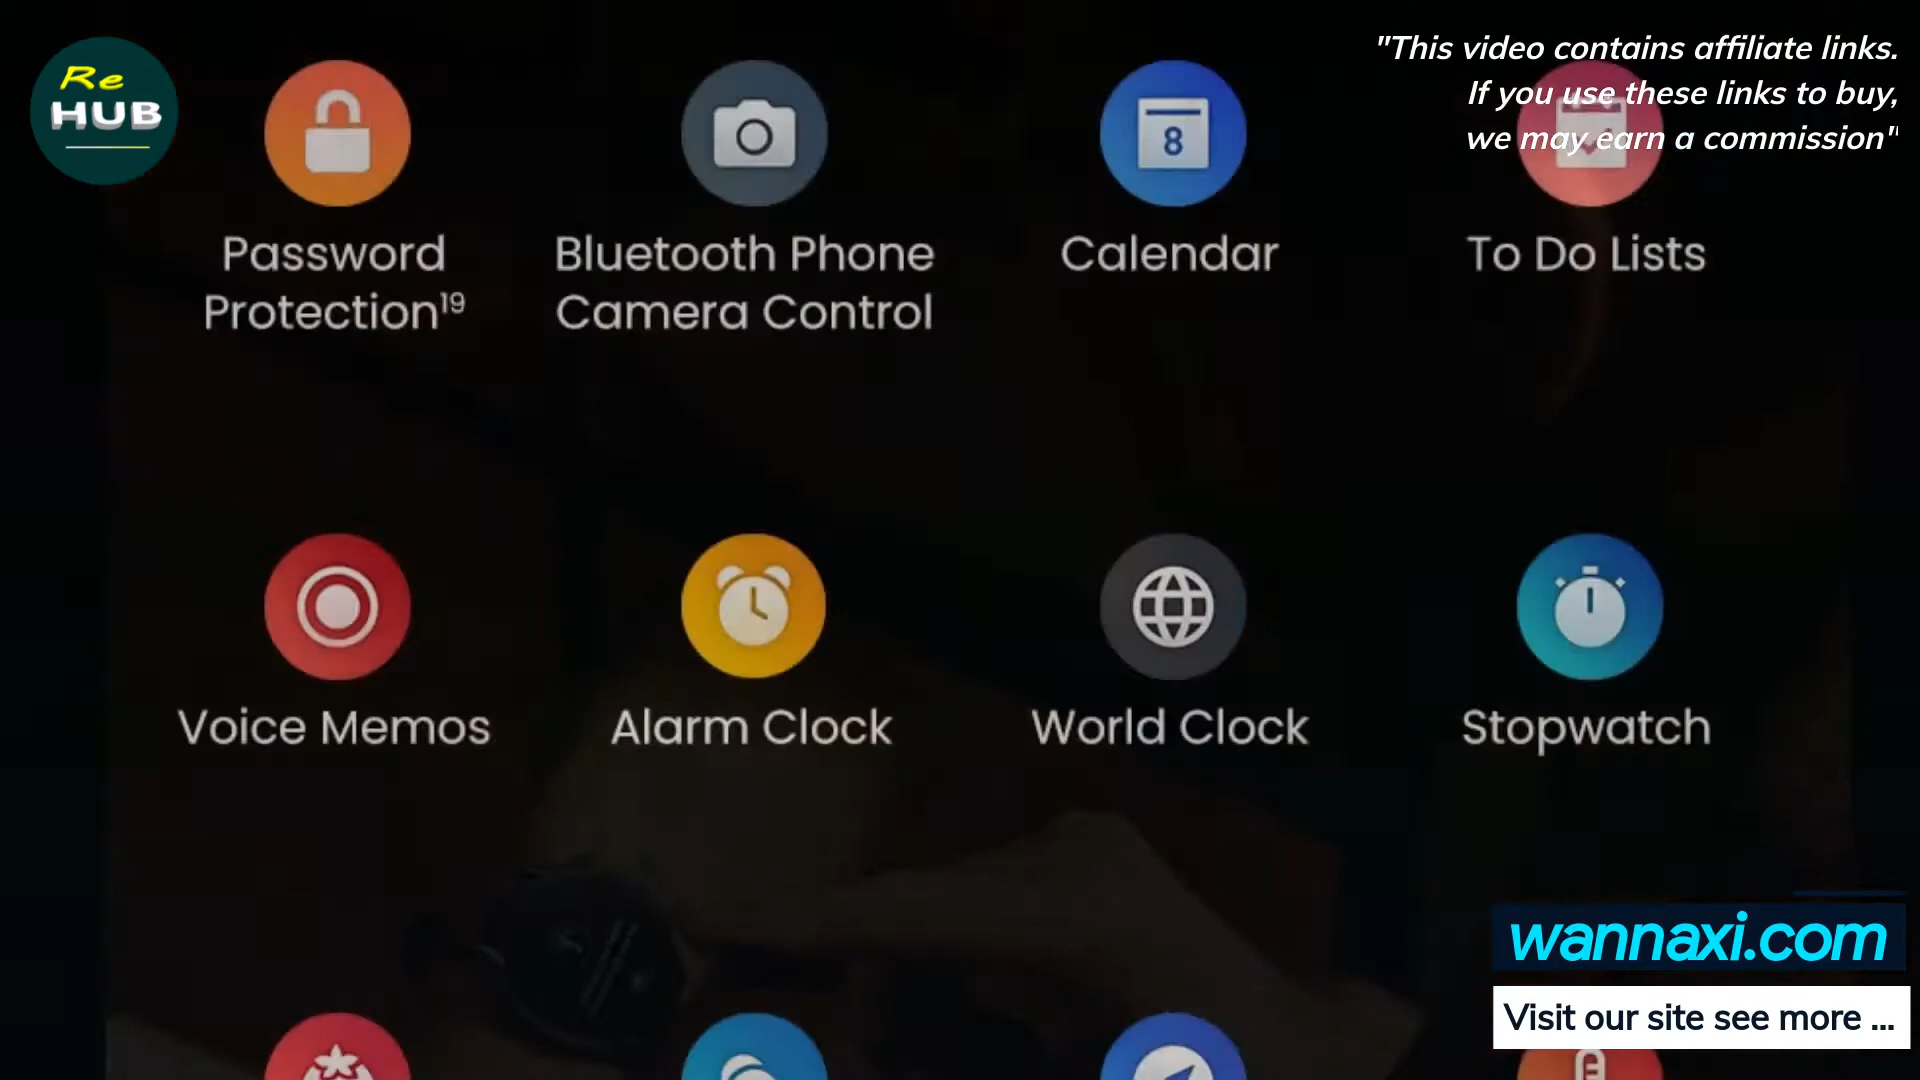 Re
HUB
"This video contains affiliate links.
If you use these links to buy,
we may earn a commission"
8
Password
Protection19
Bluetooth Phone
Camera Control
Calendar
To Do Lists
Voice Memos
Alarm Clock
World Clock
Stopwatch
wannaxi.com
Visit our site see more ...